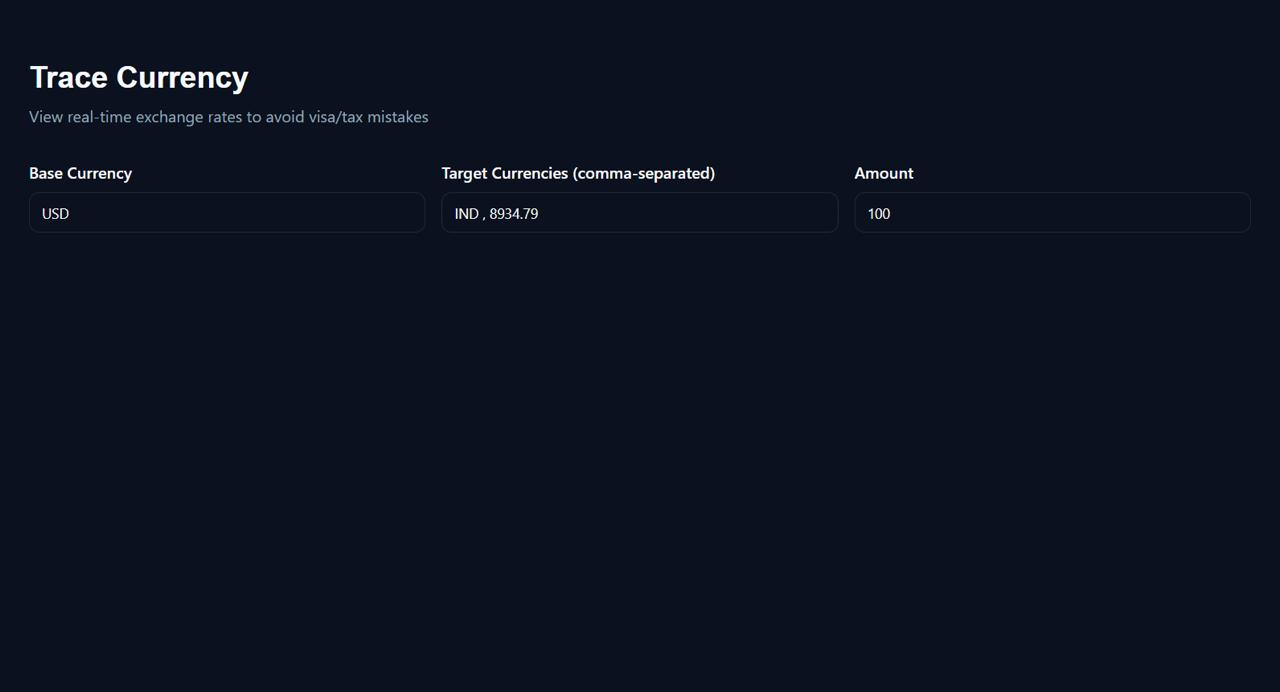 Trace Currency
View real-time exchange rates to avoid visa/tax mistakes
Base Currency
USD
Target Currencies (comma-separated)
IND , 8934.79
Amount
100